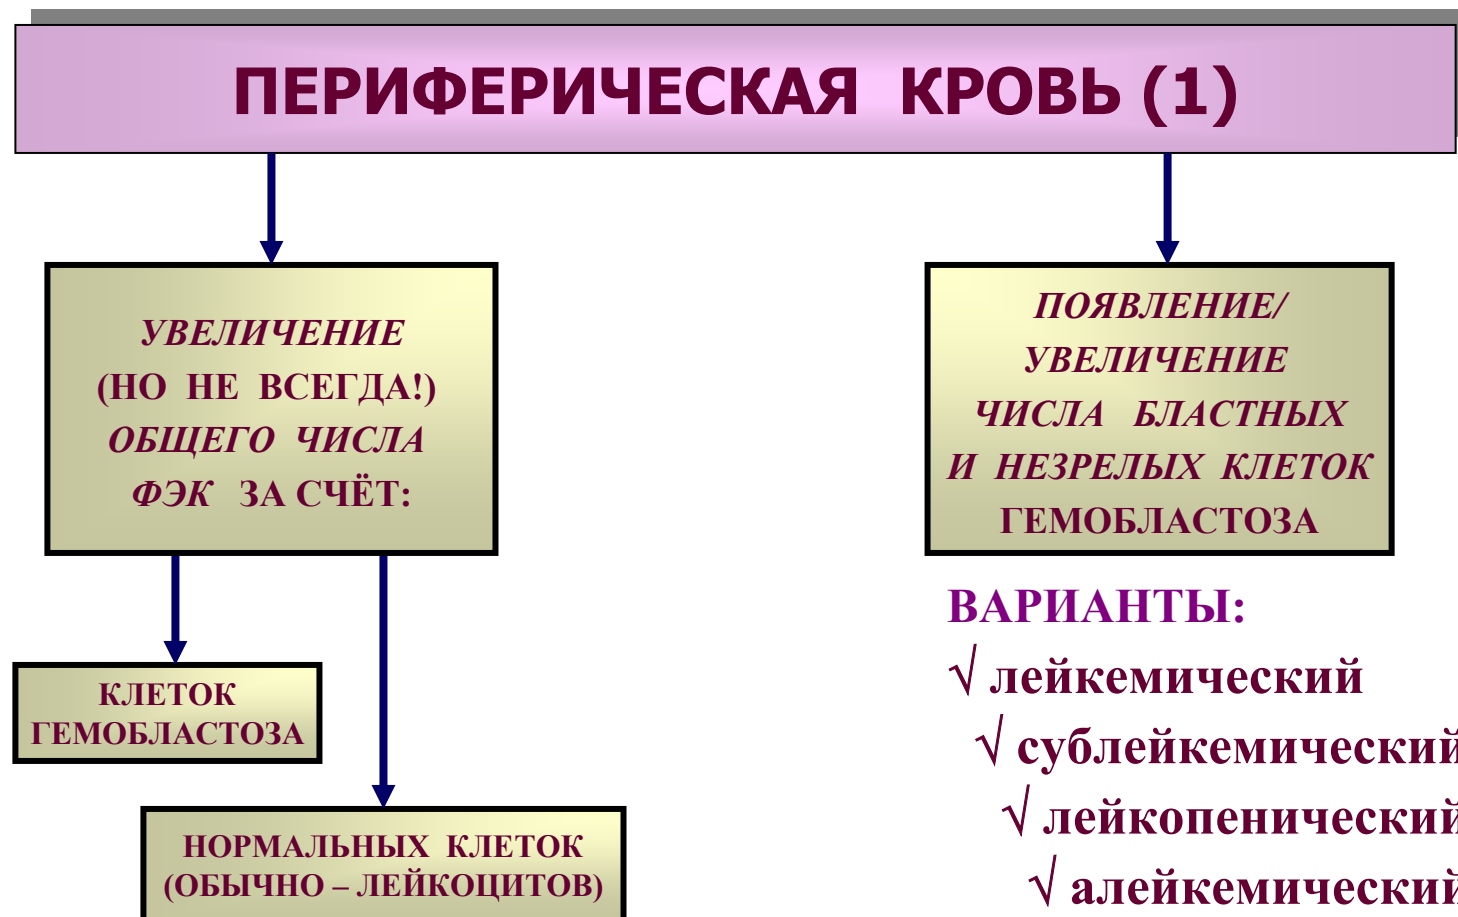 ПЕРИФЕРИЧЕСКАЯ КРОВЬ (1)
УВЕЛИЧЕНИЕ
(НО НЕ ВСЕГДА!)
ОБЩЕГО ЧИСЛА
ФЭК ЗА СЧЁТ:
КЛЕТОК
ГЕМОБЛАСТОЗА
НОРМАЛЬНЫХ КЛЕТОК
(ОБЫЧНО – ЛЕЙКОЦИТОВ)
ПОЯВЛЕНИЕ/
УВЕЛИЧЕНИЕ
ЧИСЛА БЛАСТНЫХ
И НЕЗРЕЛЫХ КЛЕТОК
ГЕМОБЛАСТОЗА
ВАРИАНТЫ:
√ лейкемический
√ сублейкемический
√ лейкопенический
√ алейкемический